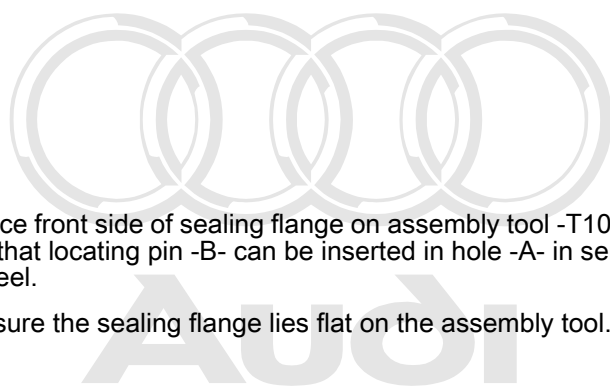 ce front side of sealing flange on assembly tool -T10
that locating pin -B- can be inserted in hole -A- in se
eel.
sure the sealing flange lies flat on the assembly tool.
Audi